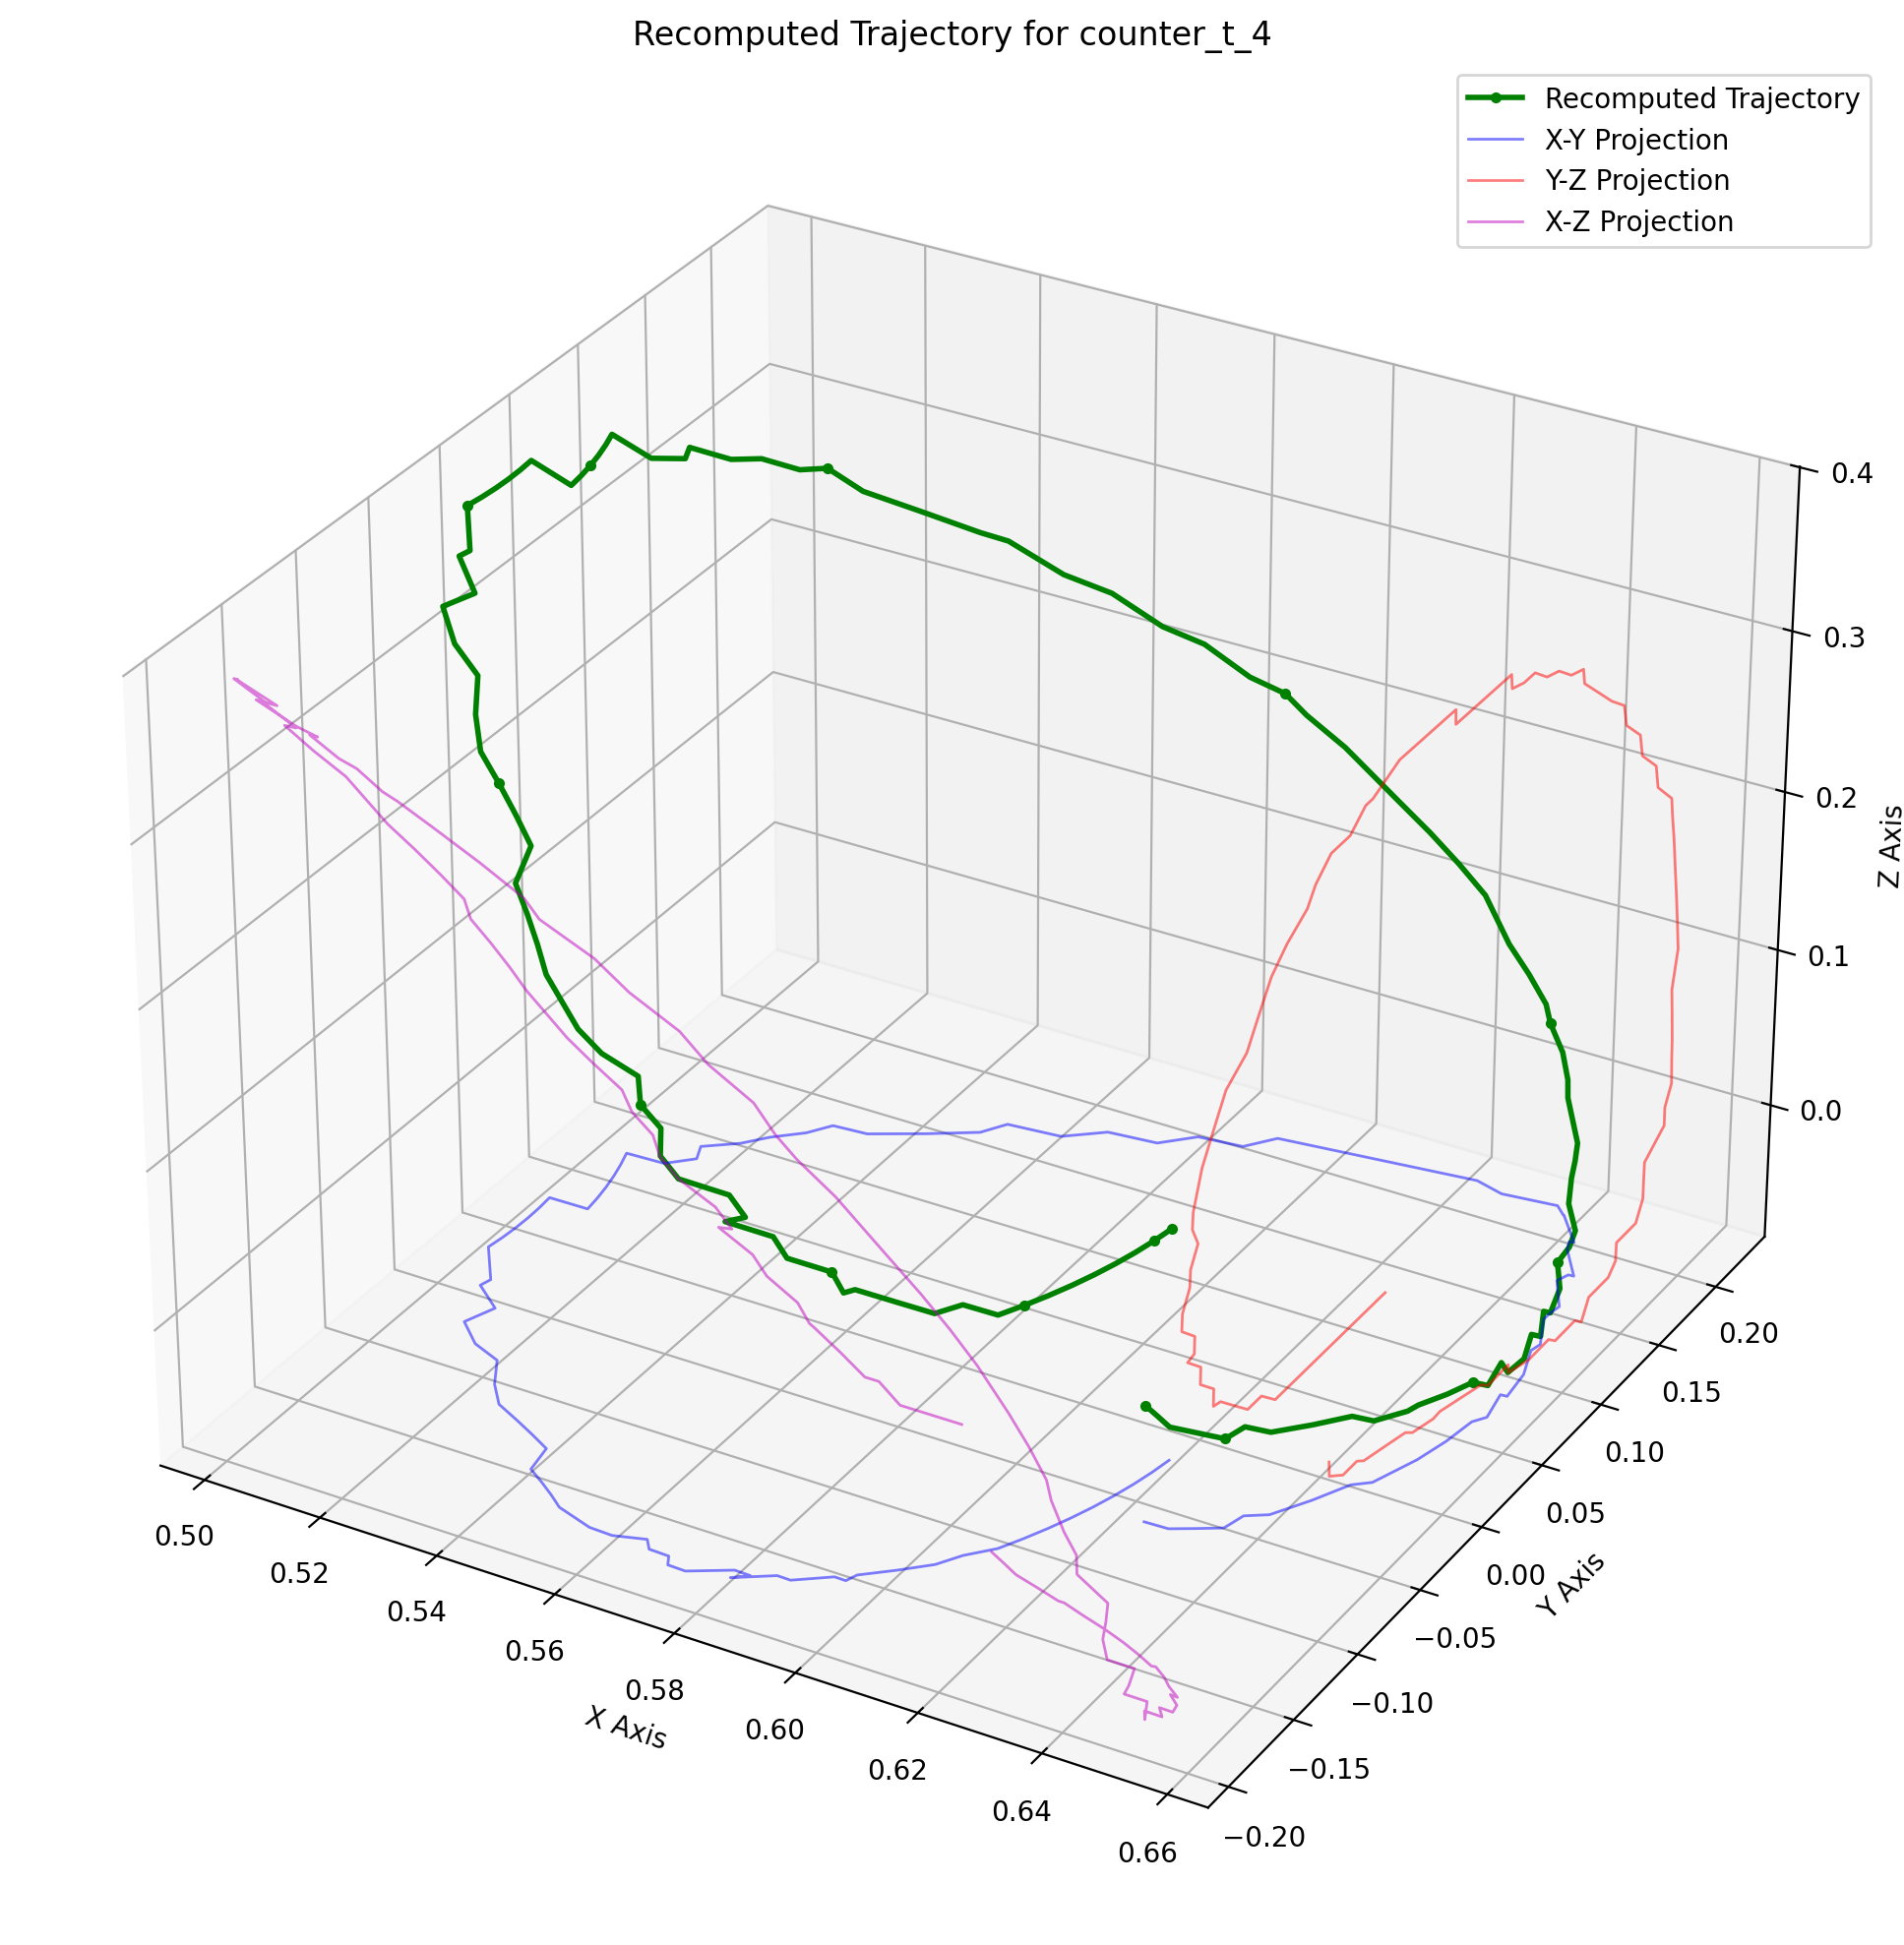 Recomputed Trajectory for counter_t_4
Recomputed Trajectory
X-Y Projection
Y-Z Projection
X-Z Projection
0.4
0.3
0.2
0.1
0.0
Z Axis
0.20
0.15
0.10
0.05
0.00
−0.05
−0.10
−0.15
−0.20
Y Axis
0.50
0.52
0.54
0.56
0.58
0.60
0.62
0.64
0.66
X Axis